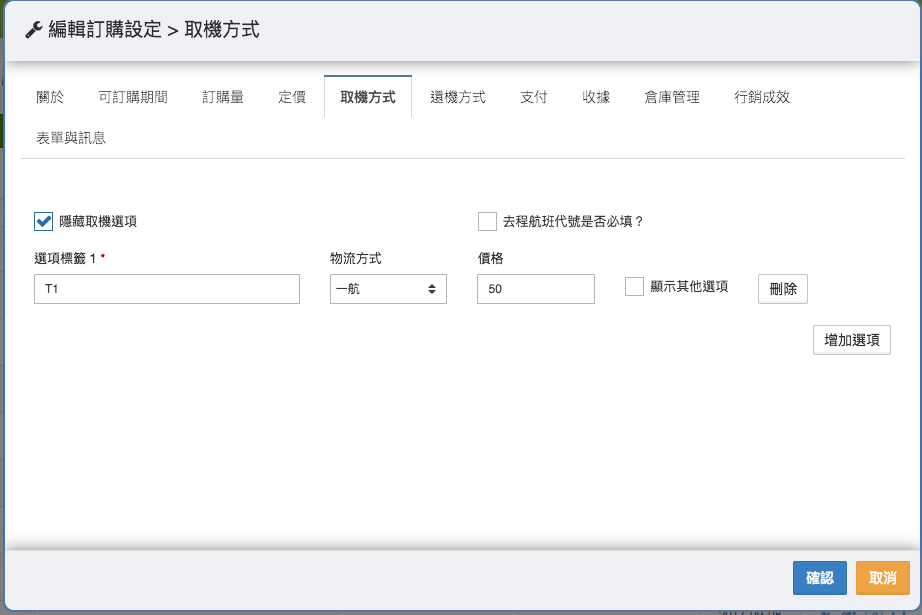 編輯訂購設定 > 取機方式
關於 可訂購期間 訂購量 定價 取機方式 還機方式 支付 收據 倉庫管理 行銷成效
表單與訊息
隱藏取機選項 去程航班代號是否必填？
選項標籤 1 * 物流方式 價格
T1 一航 50 顯示其他選項 刪除
增加選項
確認 取消